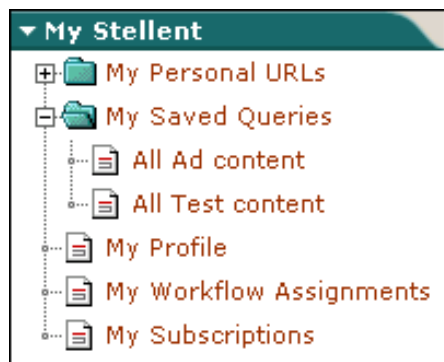 My Stellent
My Personal URLs
My Saved Queries
All Ad content
All Test content
My Profile
My Workflow Assignments
My Subscriptions